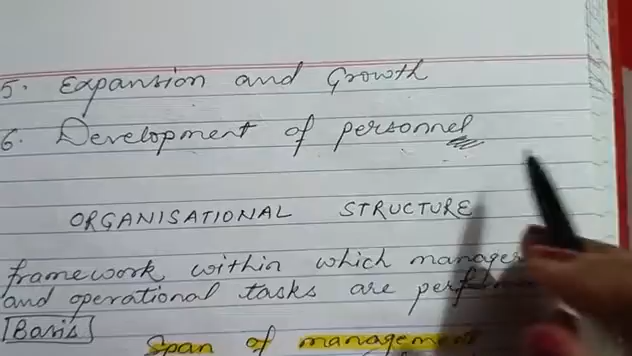 5. Expansion and Growth
6. Development of personnel
ORGANISATIONAL STRUCTURE
framework within which
and operational tasks are
[Basis]
Span of management